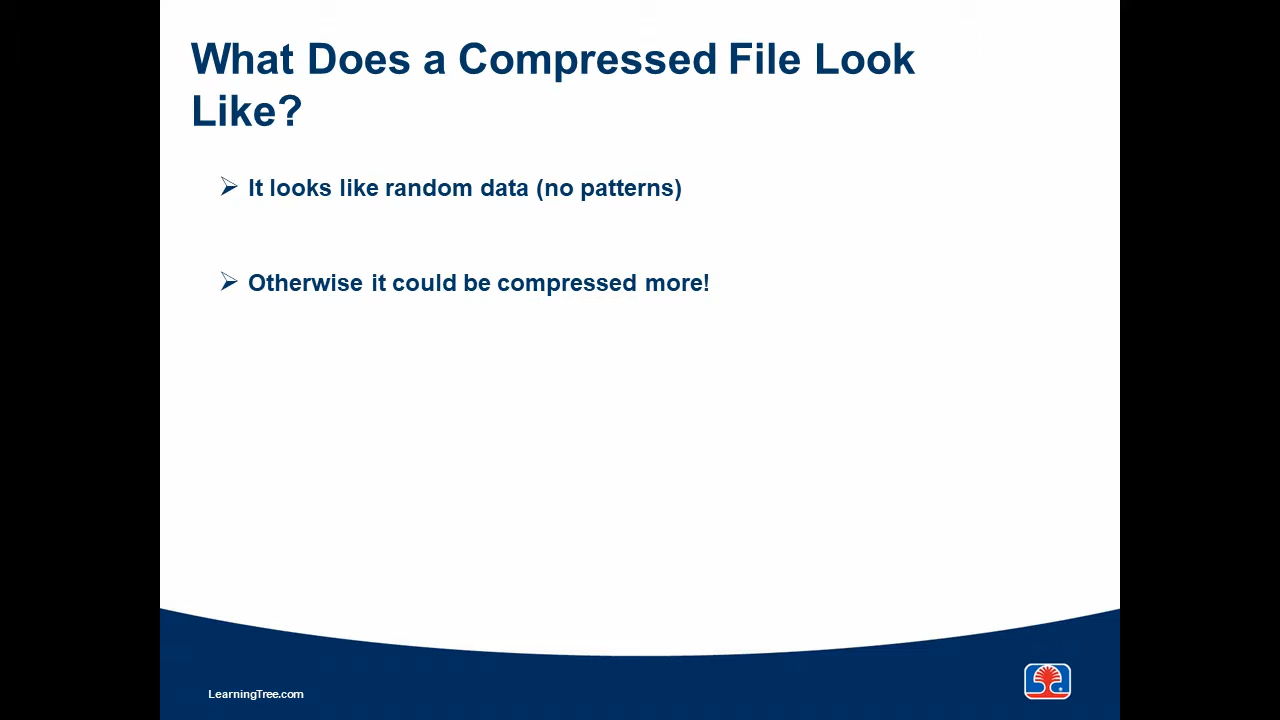 What Does a Compressed File Look
Like?
It looks like random data (no patterns)
Otherwise it could be compressed more!
LearningTree.com